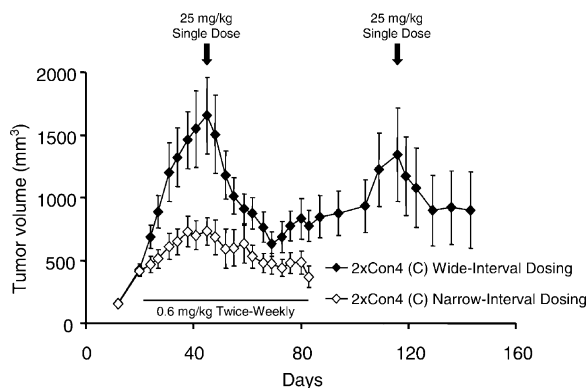 25 mg/kg
Single Dose
25 mg/kg
Single Dose
2000
1500
1000
500
0
Tumor volume (mm³)
2xCon4 (C) Wide-Interval Dosing
2xCon4 (C) Narrow-Interval Dosing
0.6 mg/kg Twice-Weekly
0 40 80 120 160
Days